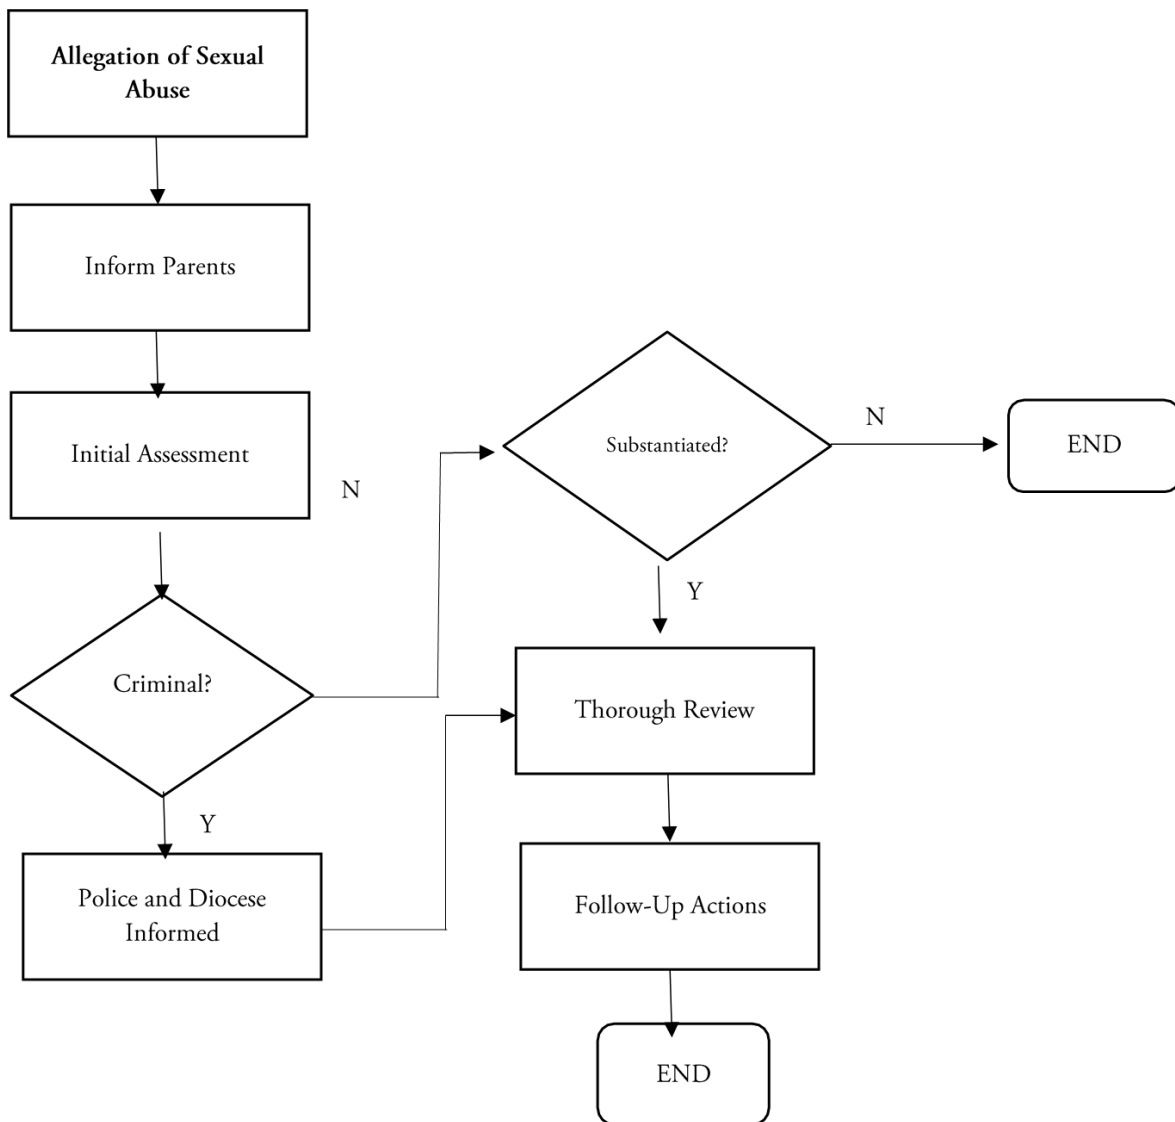 Allegation of Sexual
Abuse
Inform Parents
Initial Assessment
N
Criminal?
Y
Police and Diocese
Informed
Substantiated?
N
END
Y
Thorough Review
Follow-Up Actions
END